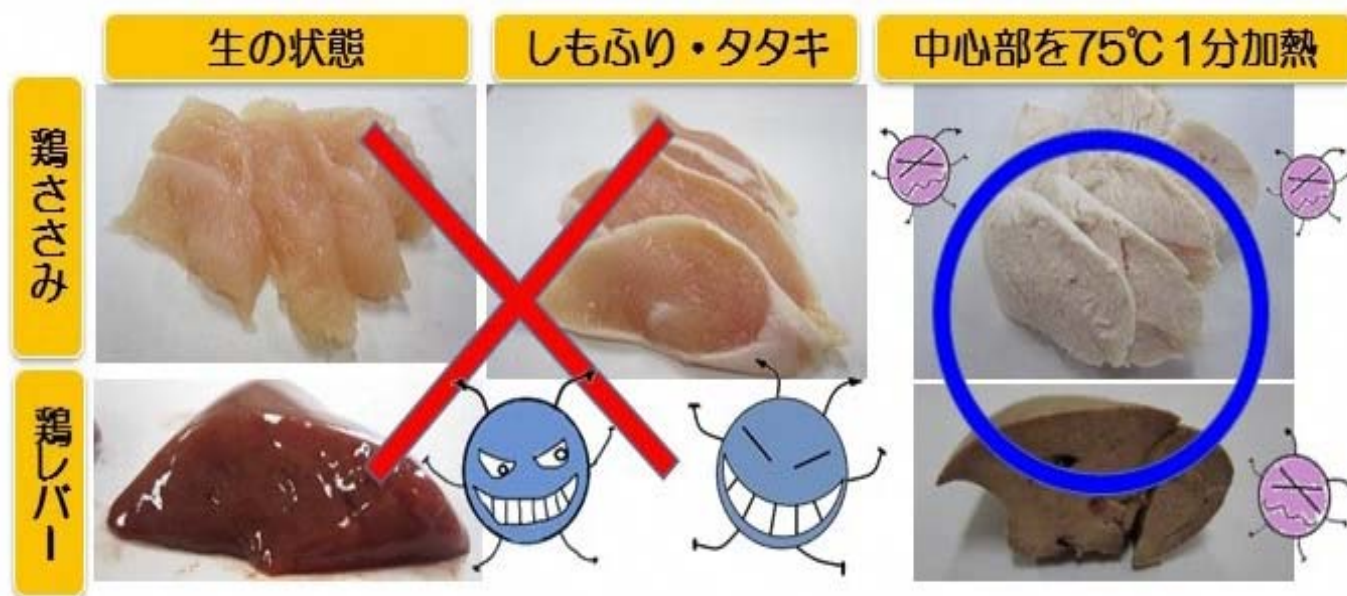 生の状態
しもふり・タタキ
中心部を75℃1分加熱
鶏ささみ
鶏レバー